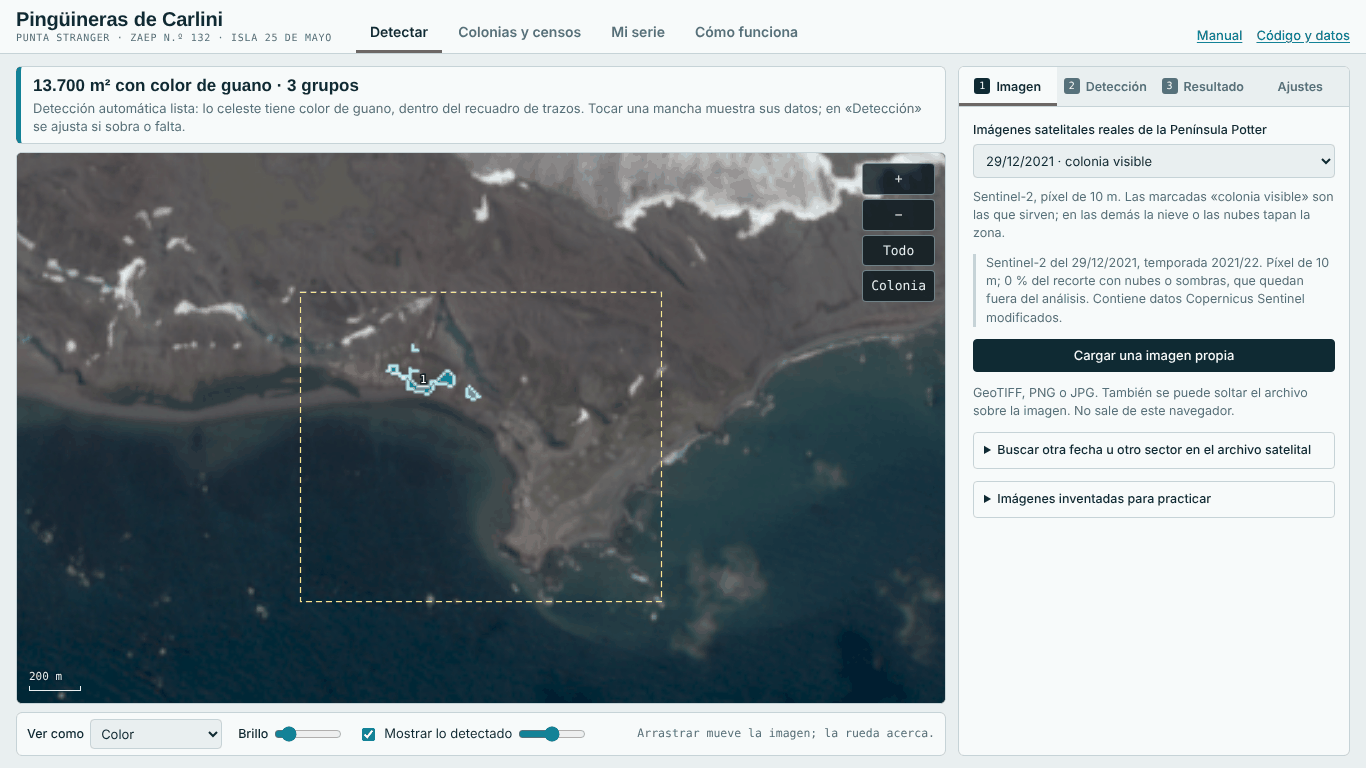 Pingüineras de Carlini
PUNTA STRANGER · ZAEP N.º 132 · ISLA 25 DE MAYO
Detectar
Colonias y censos
Mi serie
Cómo funciona
Manual
Código y datos
13.700 m² con color de guano · 3 grupos
Detección automática lista: lo celeste tiene color de guano, dentro del recuadro de trazos. Tocar una mancha muestra sus datos; en «Detección»
se ajusta si sobra o falta.
+
−
Todo
Colonia
1
200 m
Ver como
Color
Brillo
Mostrar lo detectado
Arrastrar mueve la imagen; la rueda acerca.
1 Imagen
2 Detección
3 Resultado
Ajustes
Imágenes satelitales reales de la Península Potter
29/12/2021 · colonia visible
Sentinel-2, píxel de 10 m. Las marcadas «colonia visible» son
las que sirven; en las demás la nieve o las nubes tapan la
zona.
Sentinel-2 del 29/12/2021, temporada 2021/22. Píxel de 10
m; 0 % del recorte con nubes o sombras, que quedan
fuera del análisis. Contiene datos Copernicus Sentinel
modificados.
Cargar una imagen propia
GeoTIFF, PNG o JPG. También se puede soltar el archivo
sobre la imagen. No sale de este navegador.
Buscar otra fecha u otro sector en el archivo satelital
Imágenes inventadas para practicar